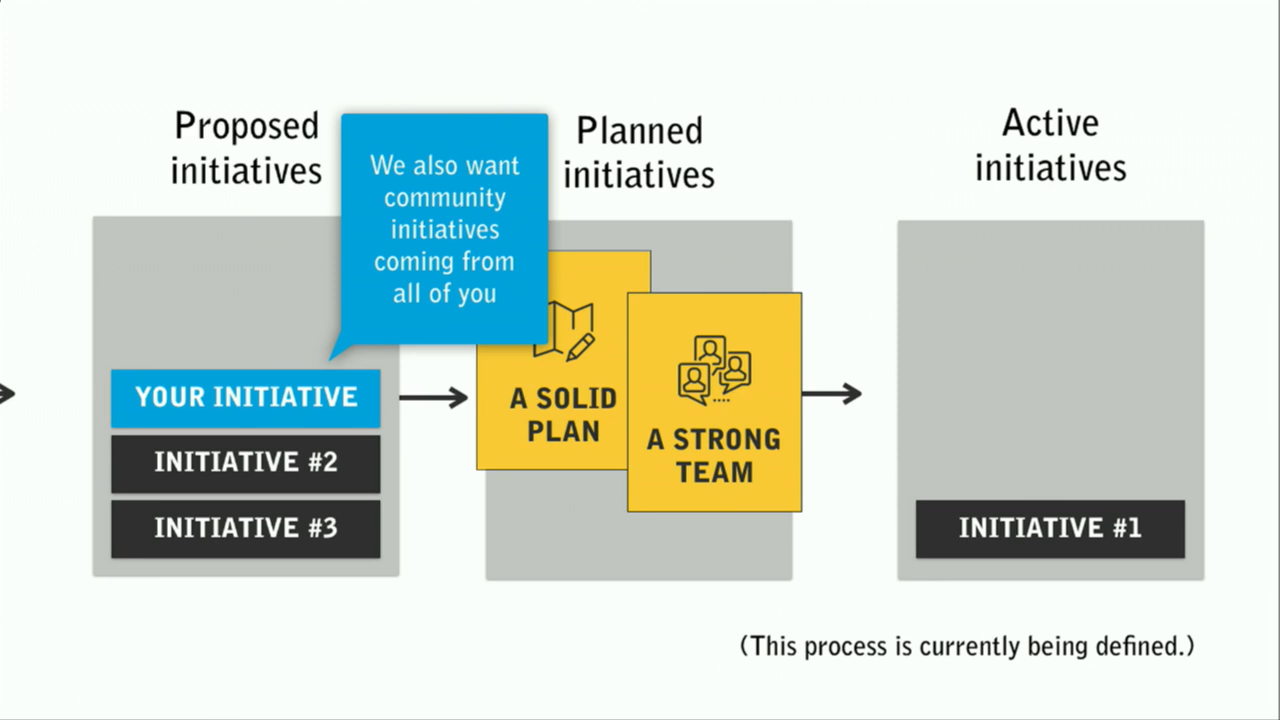 Proposed
initiatives
We also want
community
initiatives
coming from
all of you
Planned
initiatives
Active
initiatives
YOUR INITIATIVE
INITIATIVE #2
INITIATIVE #3
A SOLID
PLAN
A STRONG
TEAM
INITIATIVE #1
(This process is currently being defined.)